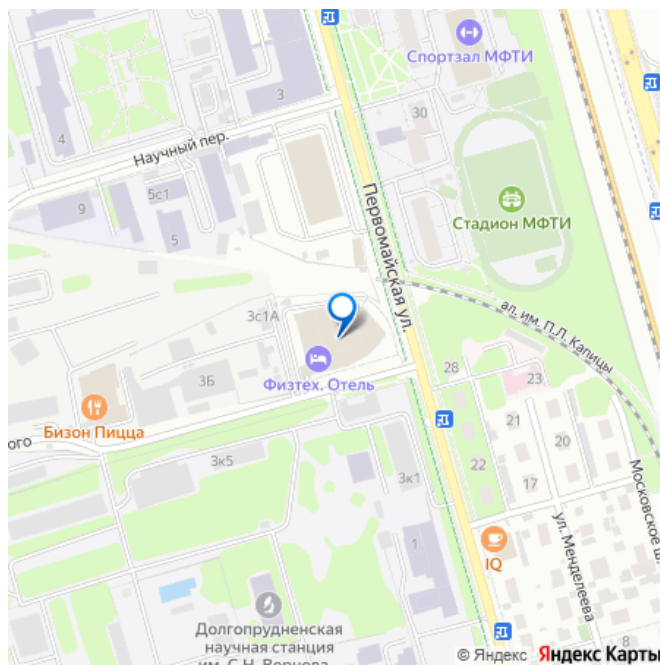 Спортзал МФТИ
3
30
4
Научный пер.
5с1
9
5
Первомайская ул.
Стадион МФТИ
ал. им. П.Л. Капицы
3с1А
3Б
Физтех. Отель
28
23
Бизон Пицца
ого
21
20
3к5
22
17
3к1
Московское ш.
1
IQ
ул. Менделеева
8
Долгопрудненская
научная станция
им. С.Н. Вернова
© Яндекс Яндекс Карты